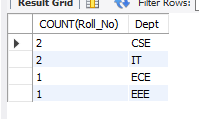 Result Grid Filter Rows:
COUNT(Roll_No) Dept
2 CSE
2 IT
1 ECE
1 EEE